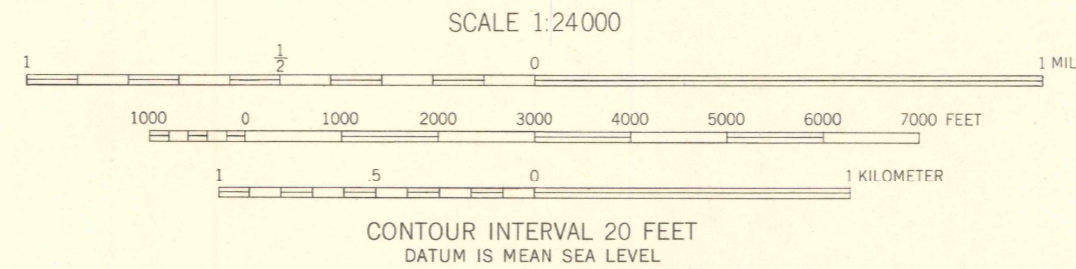 SCALE 1:24000
1 1/2 0 1 MIL
1000 0 1000 2000 3000 4000 5000 6000 7000 FEET
1 .5 0 1 KILOMETER
CONTOUR INTERVAL 20 FEET
DATUM IS MEAN SEA LEVEL